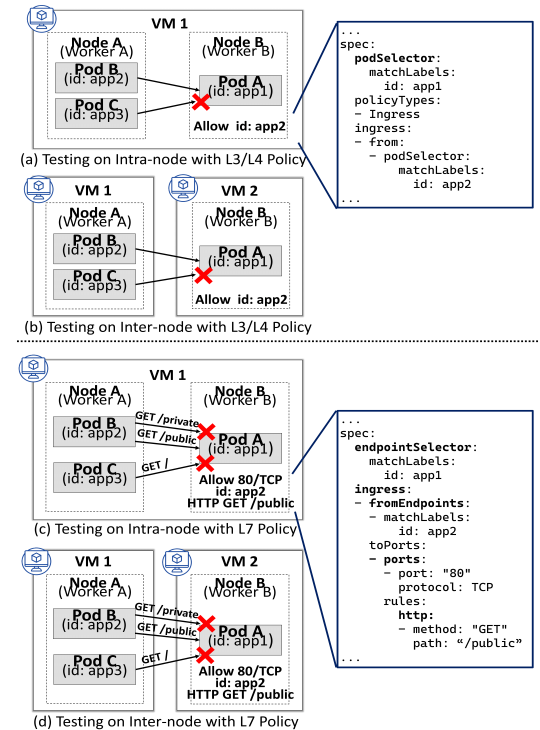 VM 1
Node A
(Worker A)
Pod B
(id: app2)
Pod C
(id: app3)
Node B
(Worker B)
Pod A
(id: app1)
Allow id: app2
(a) Testing on Intra-node with L3/L4 Policy
...
spec:
podSelector:
matchLabels:
id: app1
policyTypes:
- Ingress
ingress:
- from:
- podSelector:
matchLabels:
id: app2
...
VM 1
Node A
(Worker A)
Pod B
(id: app2)
Pod C
(id: app3)
VM 2
Node B
(Worker B)
Pod A
(id: app1)
Allow id: app2
(b) Testing on Inter-node with L3/L4 Policy
VM 1
Node A
(Worker A)
Pod B
(id: app2)
Pod C
(id: app3)
GET /private
GET /public
GET /
Node B
(Worker B)
Pod A
(id: app1)
Allow 80/TCP
id: app2
HTTP GET /public
(c) Testing on Intra-node with L7 Policy
...
spec:
endpointSelector:
matchLabels:
id: app1
ingress:
- fromEndpoints:
- matchLabels:
id: app2
toPorts:
- ports:
- port: "80"
protocol: TCP
rules:
http:
- method: "GET"
path: “/public”
...
VM 1
Node A
(Worker A)
Pod B
(id: app2)
Pod C
(id: app3)
GET /private
GET /public
GET /
VM 2
Node B
(Worker B)
Pod A
(id: app1)
Allow 80/TCP
id: app2
HTTP GET /public
(d) Testing on Inter-node with L7 Policy